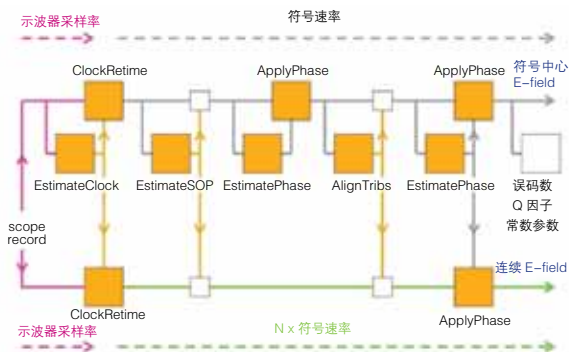 示波器采样率
符号速率
ClockRetime
ApplyPhase
ApplyPhase
符号中心
E-field
EstimateClock
EstimateSOP
EstimatePhase
AlignTribs
EstimatePhase
误码数
Q 因子
常数参数
scope
record
连续 E-field
ClockRetime
ApplyPhase
示波器采样率
N x 符号速率